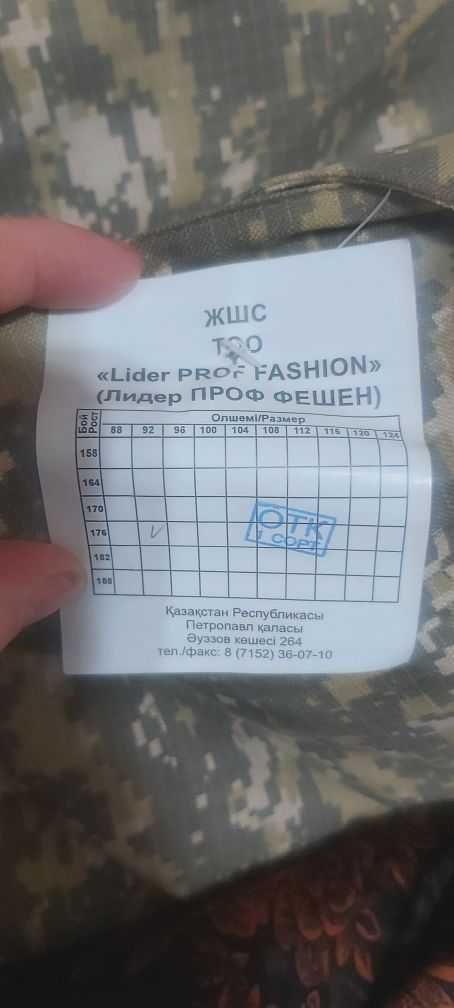 ЖШС
ТОО
«Lider PROF FASHION»
(Лидер ПРОФ ФЕШЕН)
Бой
Рост
Олшемі/Размер
88 92 96 100 104 108 112 116 120 124
158
164
170
176 V
182
188
ОТК
1 СОРТ
Қазақстан Республикасы
Петропавл қаласы
Әуззов көшесі 264
тел./факс: 8 (7152) 36-07-10